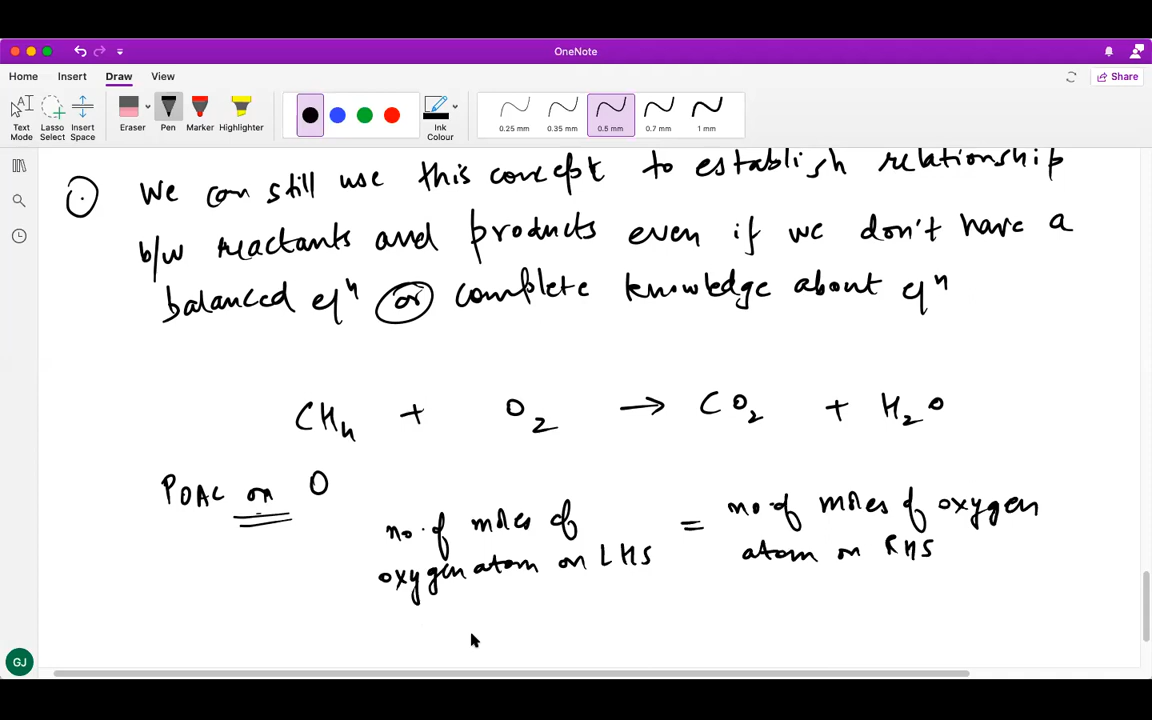 OneNote
Home Insert Draw View
Share
Text Mode
Lasso Select
Insert Space
Eraser
Pen
Marker
Highlighter
Ink Colour
0.25 mm
0.35 mm
0.5 mm
0.7 mm
1 mm
We can still use this concept to establish relationship
b/w reactants and products even if we don't have a
balanced eqⁿ or complete knowledge about eqⁿ
CH₄ + O₂ → CO₂ + H₂O
POAC on O
no. of moles of oxygen atom on LHS = no. of moles of oxygen atom on RHS
GJ